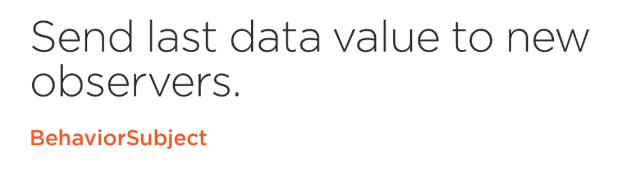 Send last data value to new
observers.
BehaviorSubject